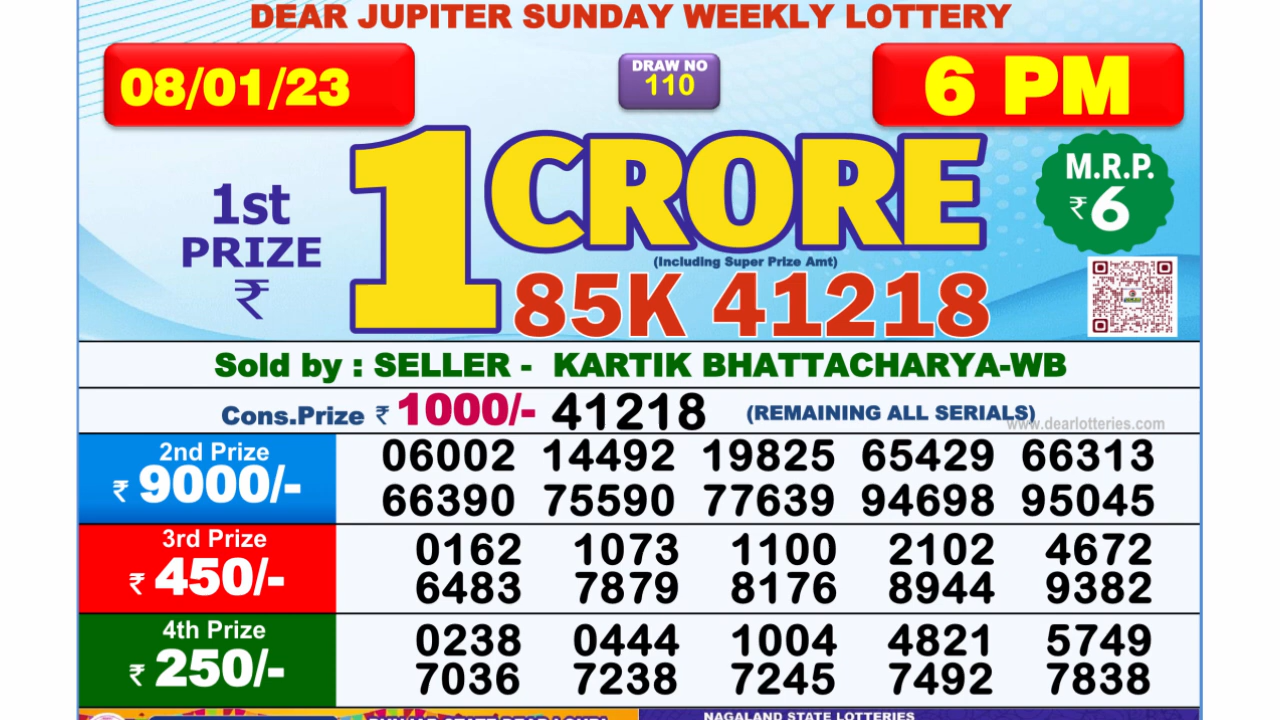 DEAR JUPITER SUNDAY WEEKLY LOTTERY
08/01/23
DRAW NO
110
6 PM
1st
PRIZE
₹
1 CRORE
(Including Super Prize Amt)
85K 41218
M.R.P.
₹6
Sold by : SELLER - KARTIK BHATTACHARYA-WB
Cons.Prize ₹ 1000/- 41218 (REMAINING ALL SERIALS)
www.dearlotteries.com
2nd Prize
₹ 9000/-
06002 14492 19825 65429 66313
66390 75590 77639 94698 95045
3rd Prize
₹ 450/-
0162 1073 1100 2102 4672
6483 7879 8176 8944 9382
4th Prize
₹ 250/-
0238 0444 1004 4821 5749
7036 7238 7245 7492 7838
NAGALAND STATE LOTTERIES